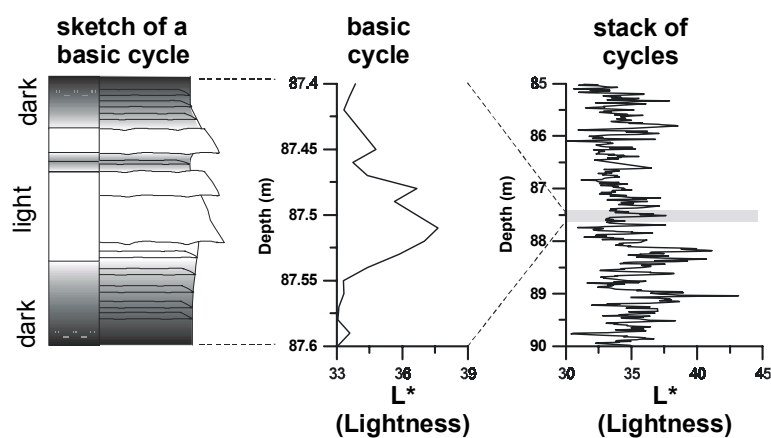 sketch of a
basic cycle
dark
light
dark
basic
cycle
87.4
87.45
87.5
87.55
87.6
Depth (m)
33
36
39
L*
(Lightness)
stack of
cycles
85
86
87
88
89
90
Depth (m)
30
35
40
45
L*
(Lightness)